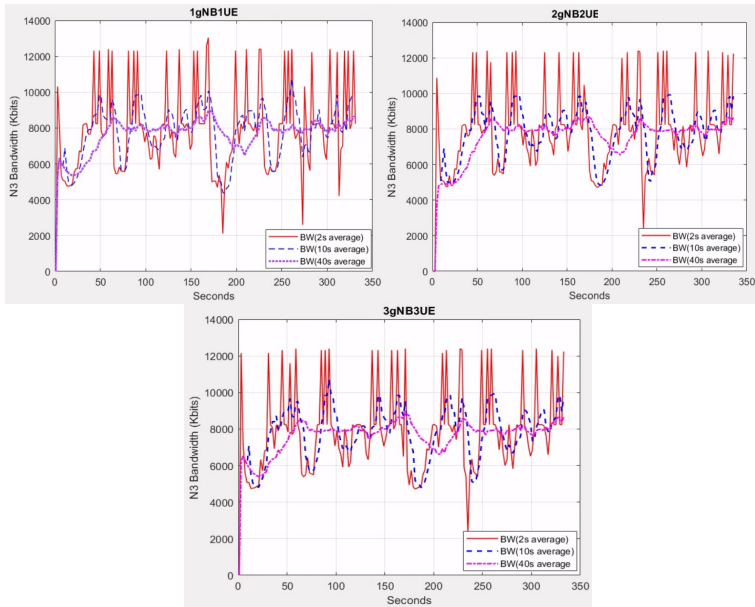 1gNB1UE
14000
12000
10000
8000
6000
4000
2000
0
N3 Bandwidth (Kbits)
BW(2s average)
BW(10s average)
BW(40s average
0 50 100 150 200 250 300 350
Seconds
2gNB2UE
14000
12000
10000
8000
6000
4000
2000
0
N3 Bandwidth (Kbits)
BW(2s average)
BW(10s average)
BW(40s average
0 50 100 150 200 250 300 350
Seconds
3gNB3UE
14000
12000
10000
8000
6000
4000
2000
0
N3 Bandwidth (Kbits)
BW(2s average)
BW(10s average)
BW(40s average
0 50 100 150 200 250 300 350
Seconds